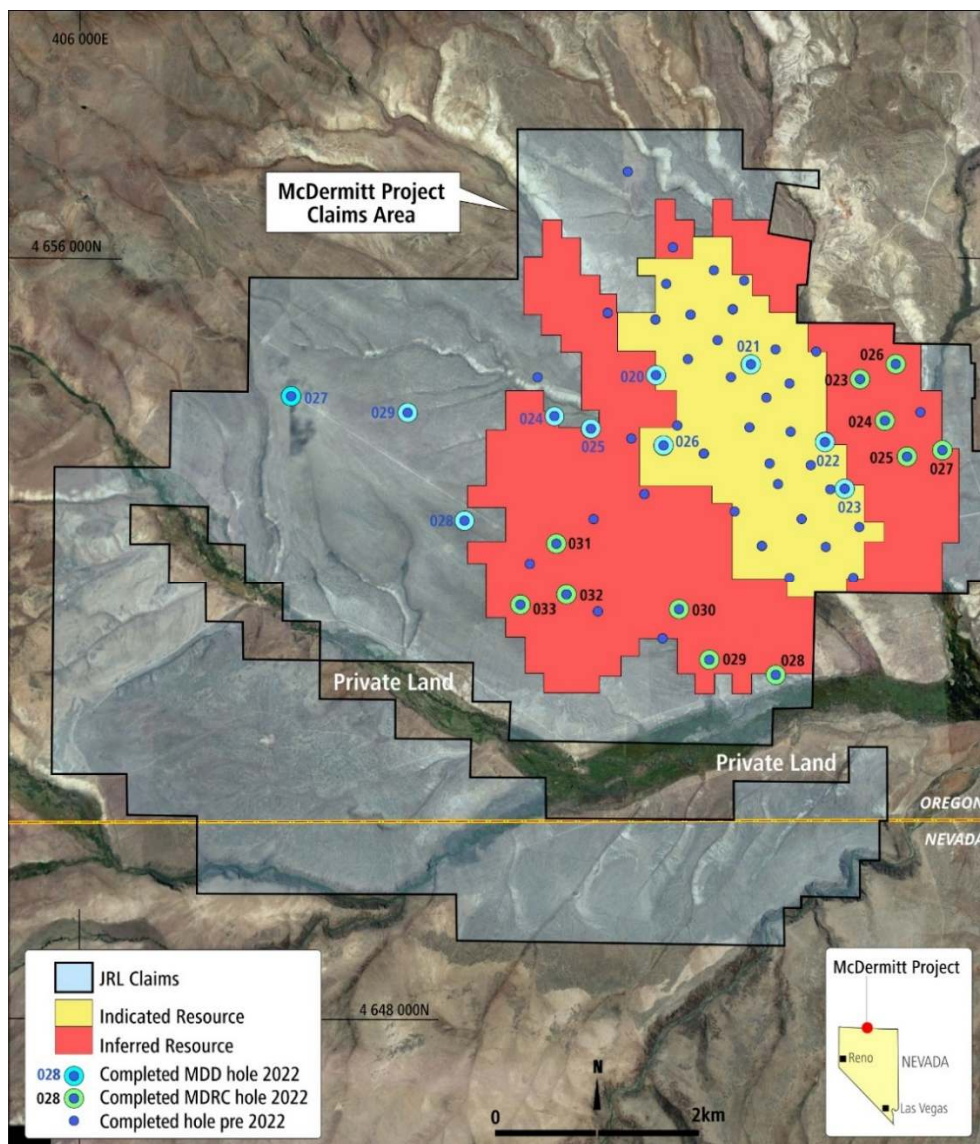 406 000E
McDermitt Project
Claims Area
4 656 000N
021
026
020
023
027
029
024
024
025
026
022
025
027
023
028
031
032
033
030
029
028
Private Land
Private Land
OREGON
NEVADA
JRL Claims
Indicated Resource
Inferred Resource
028 Completed MDD hole 2022
028 Completed MDRC hole 2022
Completed hole pre 2022
4 648 000N
N
0 2km
McDermitt Project
Reno
NEVADA
Las Vegas